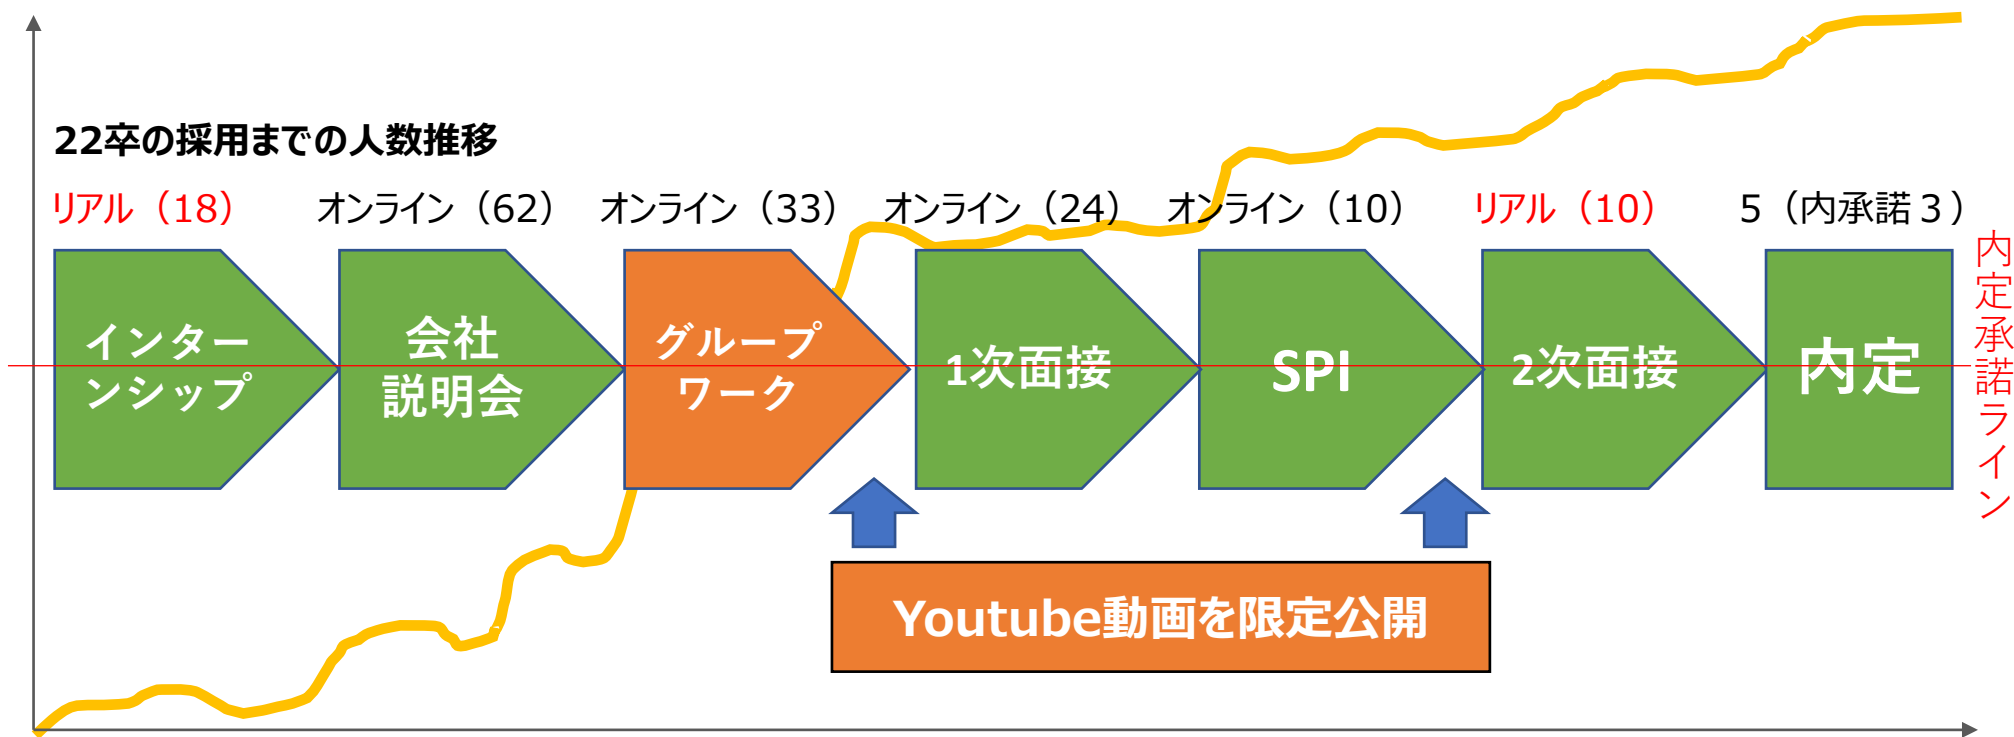 22卒の採用までの人数推移
リアル（18）
オンライン（62）
オンライン（33）
オンライン（24）
オンライン（10）
リアル（10）
5（内承諾３）
インター
ンシップ
会社
説明会
グループ
ワーク
1次面接
SPI
2次面接
内定
内定承諾ライン
Youtube動画を限定公開